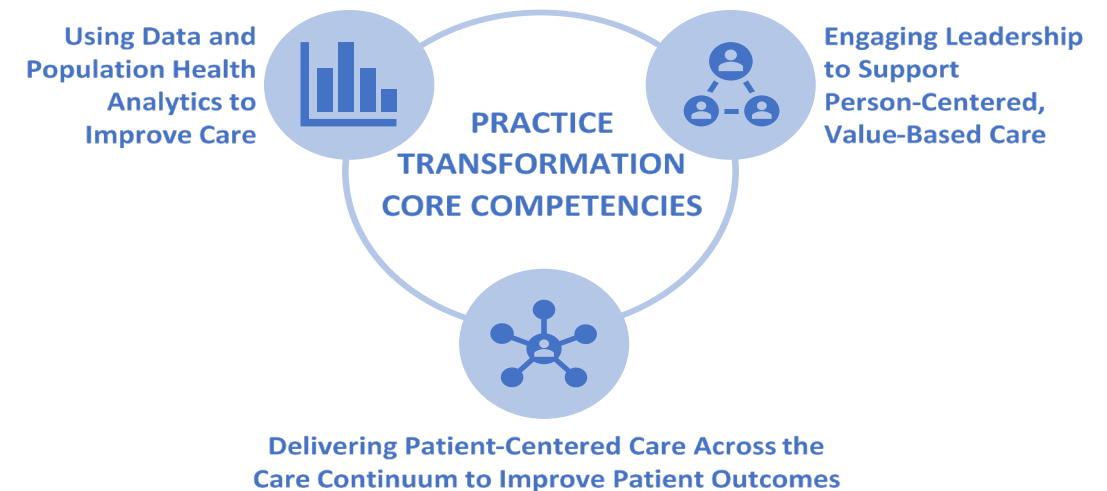 Using Data and
Population Health
Analytics to
Improve Care
Engaging Leadership
to Support
Person-Centered,
Value-Based Care
PRACTICE
TRANSFORMATION
CORE COMPETENCIES
Delivering Patient-Centered Care Across the
Care Continuum to Improve Patient Outcomes